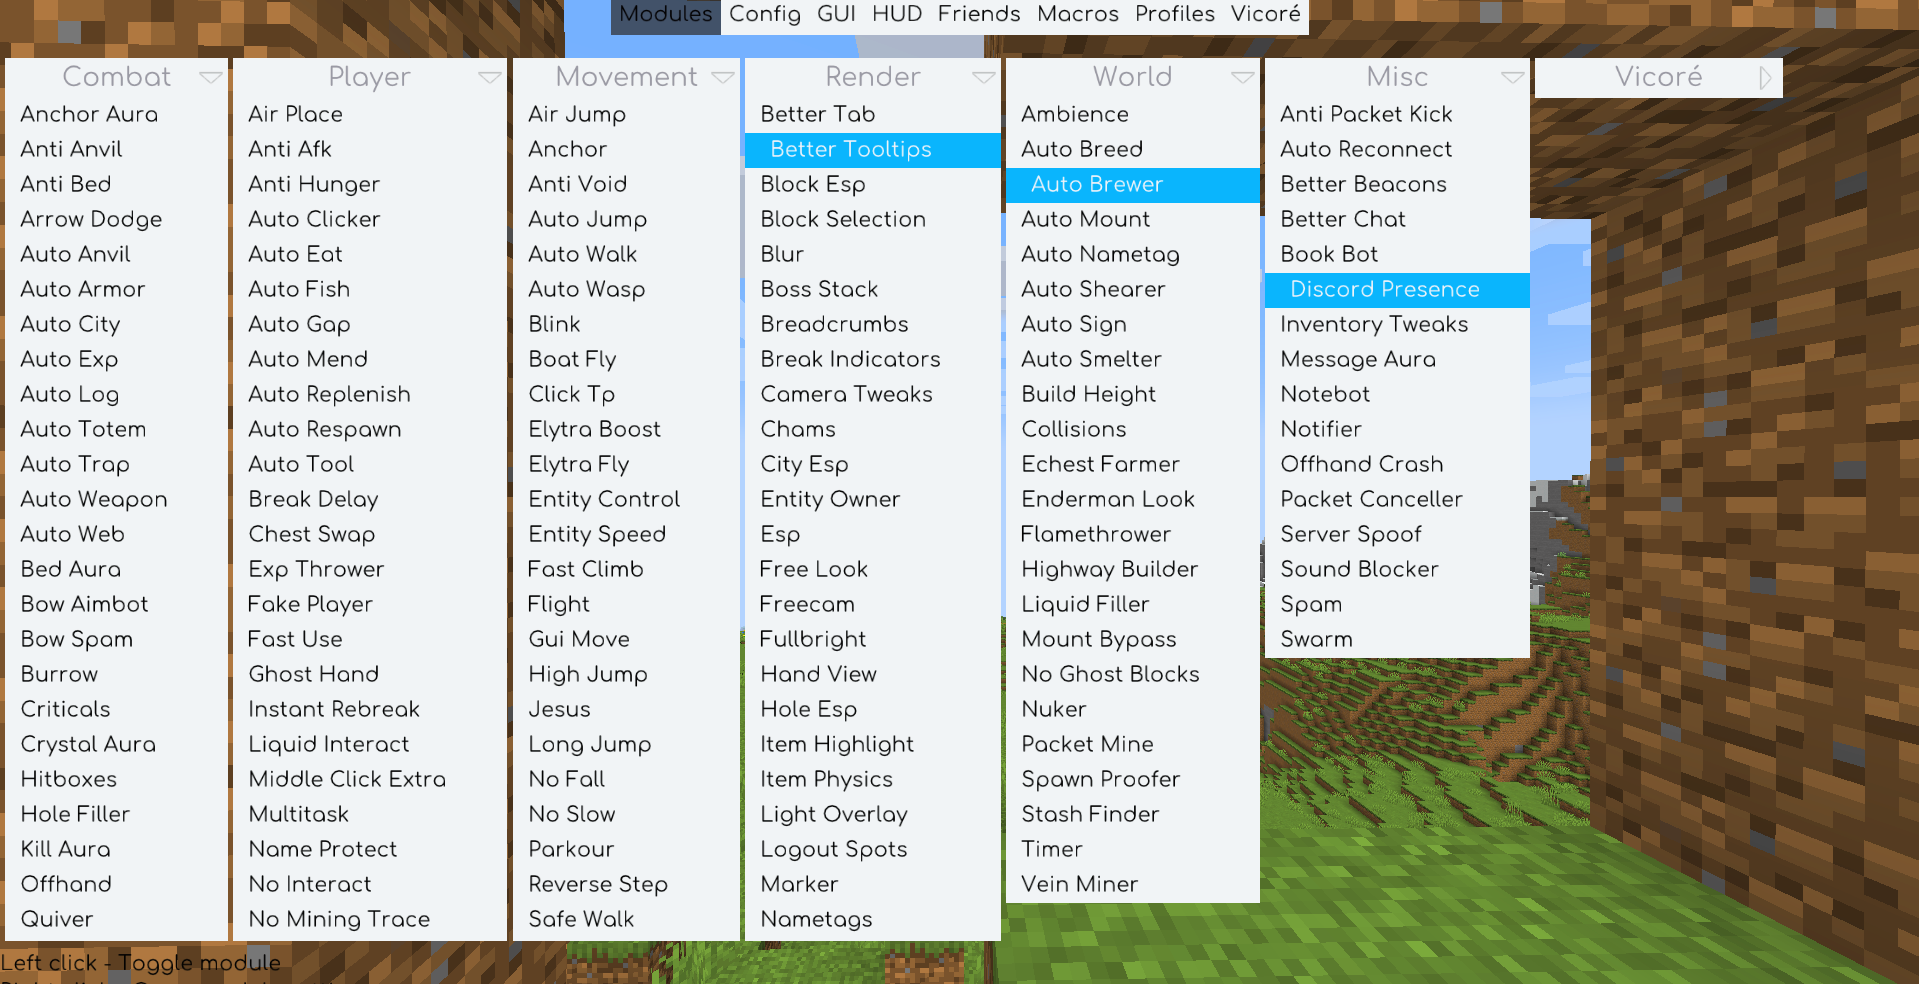 Modules Config GUI HUD Friends Macros Profiles Vicoré
Combat
Anchor Aura
Anti Anvil
Anti Bed
Arrow Dodge
Auto Anvil
Auto Armor
Auto City
Auto Exp
Auto Log
Auto Totem
Auto Trap
Auto Weapon
Auto Web
Bed Aura
Bow Aimbot
Bow Spam
Burrow
Criticals
Crystal Aura
Hitboxes
Hole Filler
Kill Aura
Offhand
Quiver
Player
Air Place
Anti Afk
Anti Hunger
Auto Clicker
Auto Eat
Auto Fish
Auto Gap
Auto Mend
Auto Replenish
Auto Respawn
Auto Tool
Break Delay
Chest Swap
Exp Thrower
Fake Player
Fast Use
Ghost Hand
Instant Rebreak
Liquid Interact
Middle Click Extra
Multitask
Name Protect
No Interact
No Mining Trace
Movement
Air Jump
Anchor
Anti Void
Auto Jump
Auto Walk
Auto Wasp
Blink
Boat Fly
Click Tp
Elytra Boost
Elytra Fly
Entity Control
Entity Speed
Fast Climb
Flight
Gui Move
High Jump
Jesus
Long Jump
No Fall
No Slow
Parkour
Reverse Step
Safe Walk
Render
Better Tab
Better Tooltips
Block Esp
Block Selection
Blur
Boss Stack
Breadcrumbs
Break Indicators
Camera Tweaks
Chams
City Esp
Entity Owner
Esp
Free Look
Freecam
Fullbright
Hand View
Hole Esp
Item Highlight
Item Physics
Light Overlay
Logout Spots
Marker
Nametags
World
Ambience
Auto Breed
Auto Brewer
Auto Mount
Auto Nametag
Auto Shearer
Auto Sign
Auto Smelter
Build Height
Collisions
Echest Farmer
Enderman Look
Flamethrower
Highway Builder
Liquid Filler
Mount Bypass
No Ghost Blocks
Nuker
Packet Mine
Spawn Proofer
Stash Finder
Timer
Vein Miner
Misc
Anti Packet Kick
Auto Reconnect
Better Beacons
Better Chat
Book Bot
Discord Presence
Inventory Tweaks
Message Aura
Notebot
Notifier
Offhand Crash
Packet Canceller
Server Spoof
Sound Blocker
Spam
Swarm
Vicoré
Left click - Toggle module